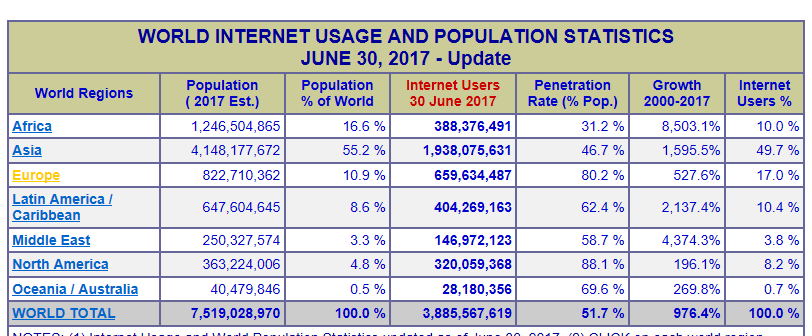 WORLD INTERNET USAGE AND POPULATION STATISTICS
JUNE 30, 2017 - Update
World Regions Population ( 2017 Est.) Population % of World Internet Users 30 June 2017 Penetration Rate (% Pop.) Growth 2000-2017 Internet Users %
Africa 1,246,504,865 16.6 % 388,376,491 31.2 % 8,503.1% 10.0 %
Asia 4,148,177,672 55.2 % 1,938,075,631 46.7 % 1,595.5% 49.7 %
Europe 822,710,362 10.9 % 659,634,487 80.2 % 527.6% 17.0 %
Latin America / Caribbean 647,604,645 8.6 % 404,269,163 62.4 % 2,137.4% 10.4 %
Middle East 250,327,574 3.3 % 146,972,123 58.7 % 4,374.3% 3.8 %
North America 363,224,006 4.8 % 320,059,368 88.1 % 196.1% 8.2 %
Oceania / Australia 40,479,846 0.5 % 28,180,356 69.6 % 269.8% 0.7 %
WORLD TOTAL 7,519,028,970 100.0 % 3,885,567,619 51.7 % 976.4% 100.0 %
NOTES: (1) Internet Usage and World Population Statistics updated as of June 30, 2017. (2) CLICK on each world region